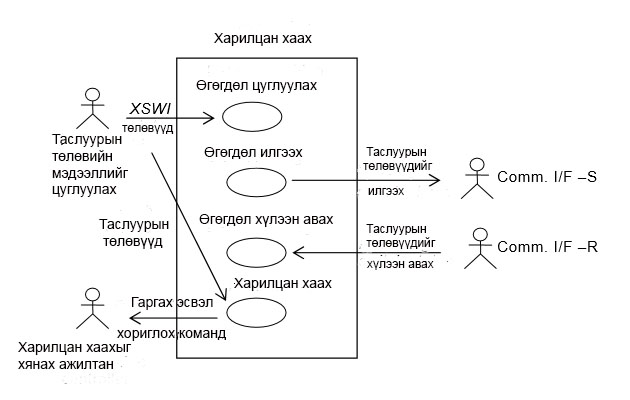 Харилцан хаах
Өгөгдөл цуглуулах
XSWI
төлөвүүд
Таслуурын
төлөвийн
мэдээллийг
цуглуулах
Өгөгдөл илгээх
Таслуурын
төлөвүүдийг
илгээх
Comm. I/F –S
Таслуурын
төлөвүүд
Өгөгдөл хүлээн авах
Таслуурын
төлөвүүдийг
хүлээн авах
Comm. I/F –R
Харилцан хаах
Гаргах эсвэл
хориглох команд
Харилцан хаахыг
хянах ажилтан